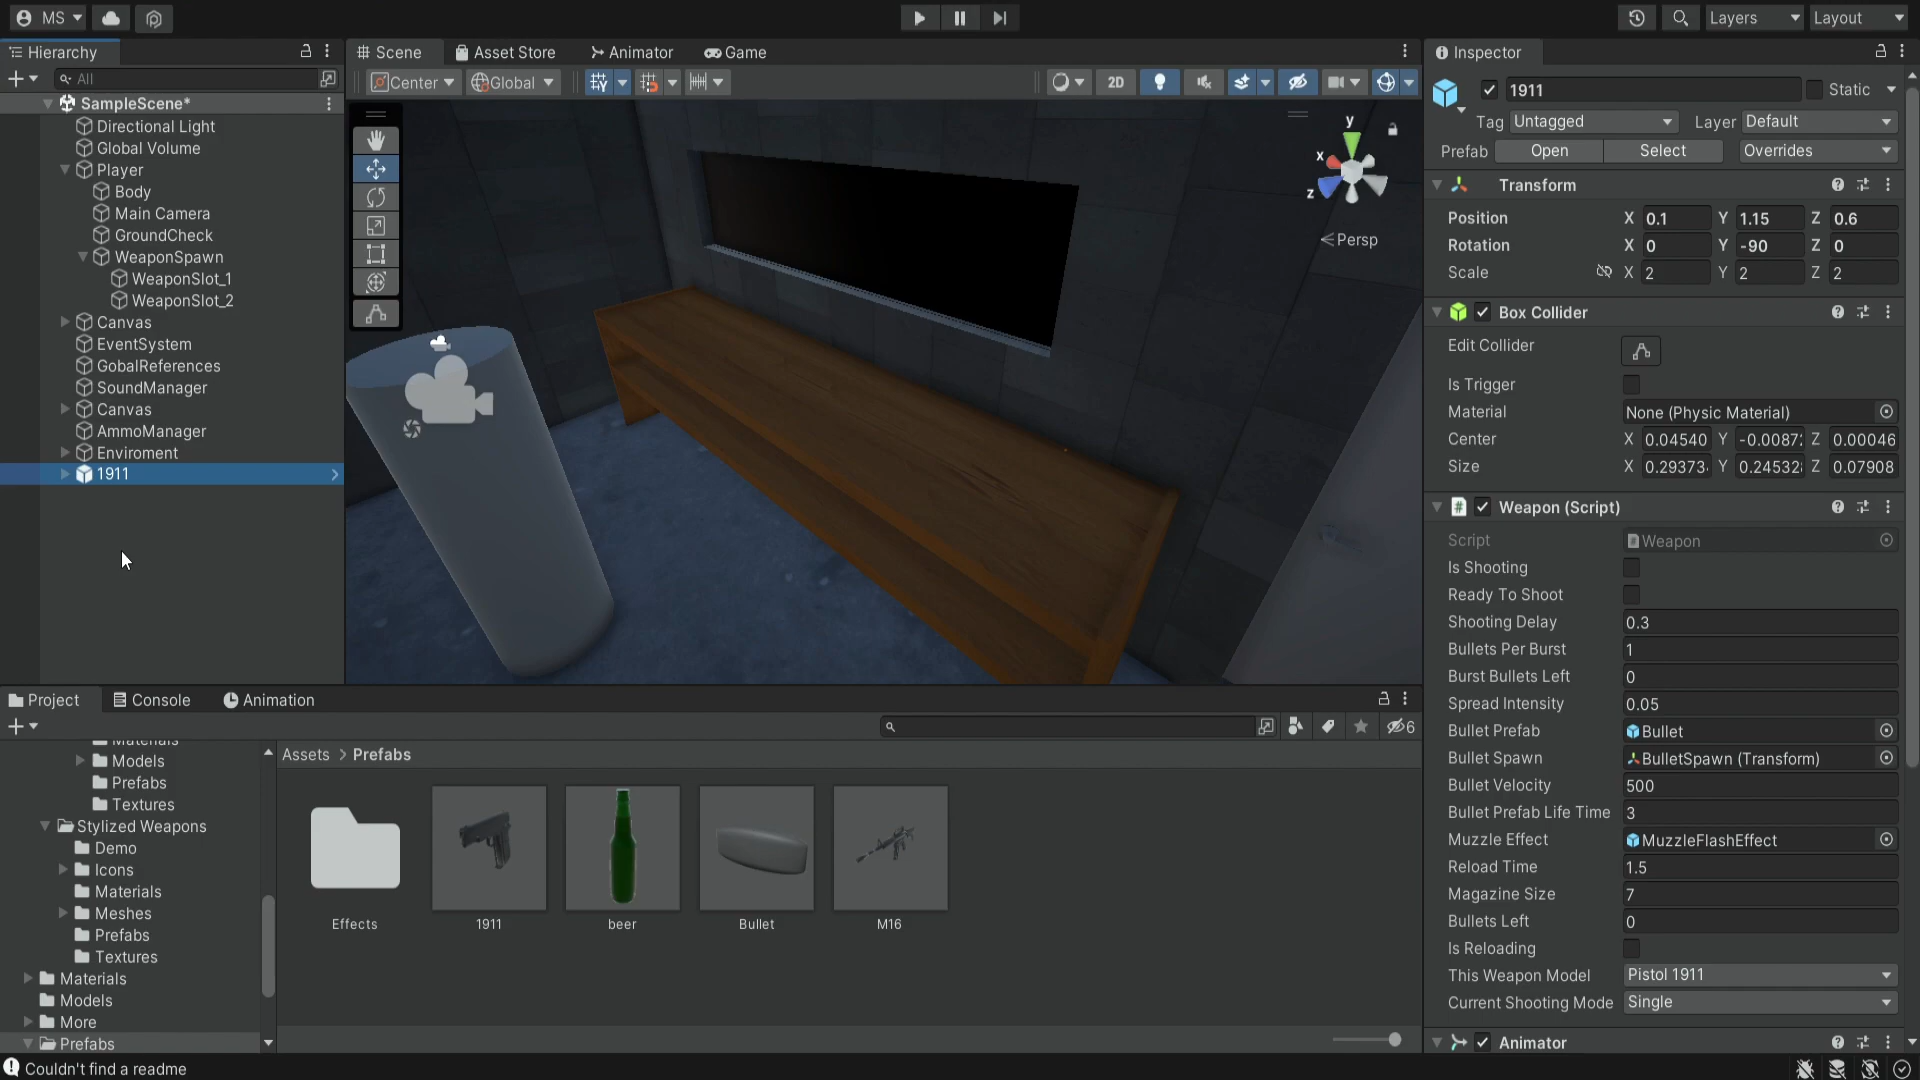 MS
Layers
Layout
Hierarchy
Scene
Asset Store
Animator
Game
Inspector
All
Center
Global
2D
1911
Static
SampleScene*
Directional Light
Global Volume
Player
Body
Main Camera
GroundCheck
WeaponSpawn
WeaponSlot_1
WeaponSlot_2
Canvas
EventSystem
GobalReferences
SoundManager
Canvas
AmmoManager
Enviroment
1911
y
x
z
Persp
Tag Untagged Layer Default
Prefab Open Select Overrides
Transform
Position X 0.1 Y 1.15 Z 0.6
Rotation X 0 Y -90 Z 0
Scale X 2 Y 2 Z 2
Box Collider
Edit Collider
Is Trigger
Material None (Physic Material)
Center X 0.04540 Y -0.0087 Z 0.00046
Size X 0.29373 Y 0.24532 Z 0.07908
Weapon (Script)
Script Weapon
Is Shooting
Ready To Shoot
Shooting Delay 0.3
Bullets Per Burst 1
Burst Bullets Left 0
Spread Intensity 0.05
Bullet Prefab Bullet
Bullet Spawn BulletSpawn (Transform)
Bullet Velocity 500
Bullet Prefab Life Time 3
Muzzle Effect MuzzleFlashEffect
Reload Time 1.5
Magazine Size 7
Bullets Left 0
Is Reloading
This Weapon Model Pistol 1911
Current Shooting Mode Single
Animator
Project
Console
Animation
6
Materials
Models
Prefabs
Textures
Stylized Weapons
Demo
Icons
Materials
Meshes
Prefabs
Textures
Materials
Models
More
Prefabs
Assets > Prefabs
Effects
1911
beer
Bullet
M16
Couldn't find a readme